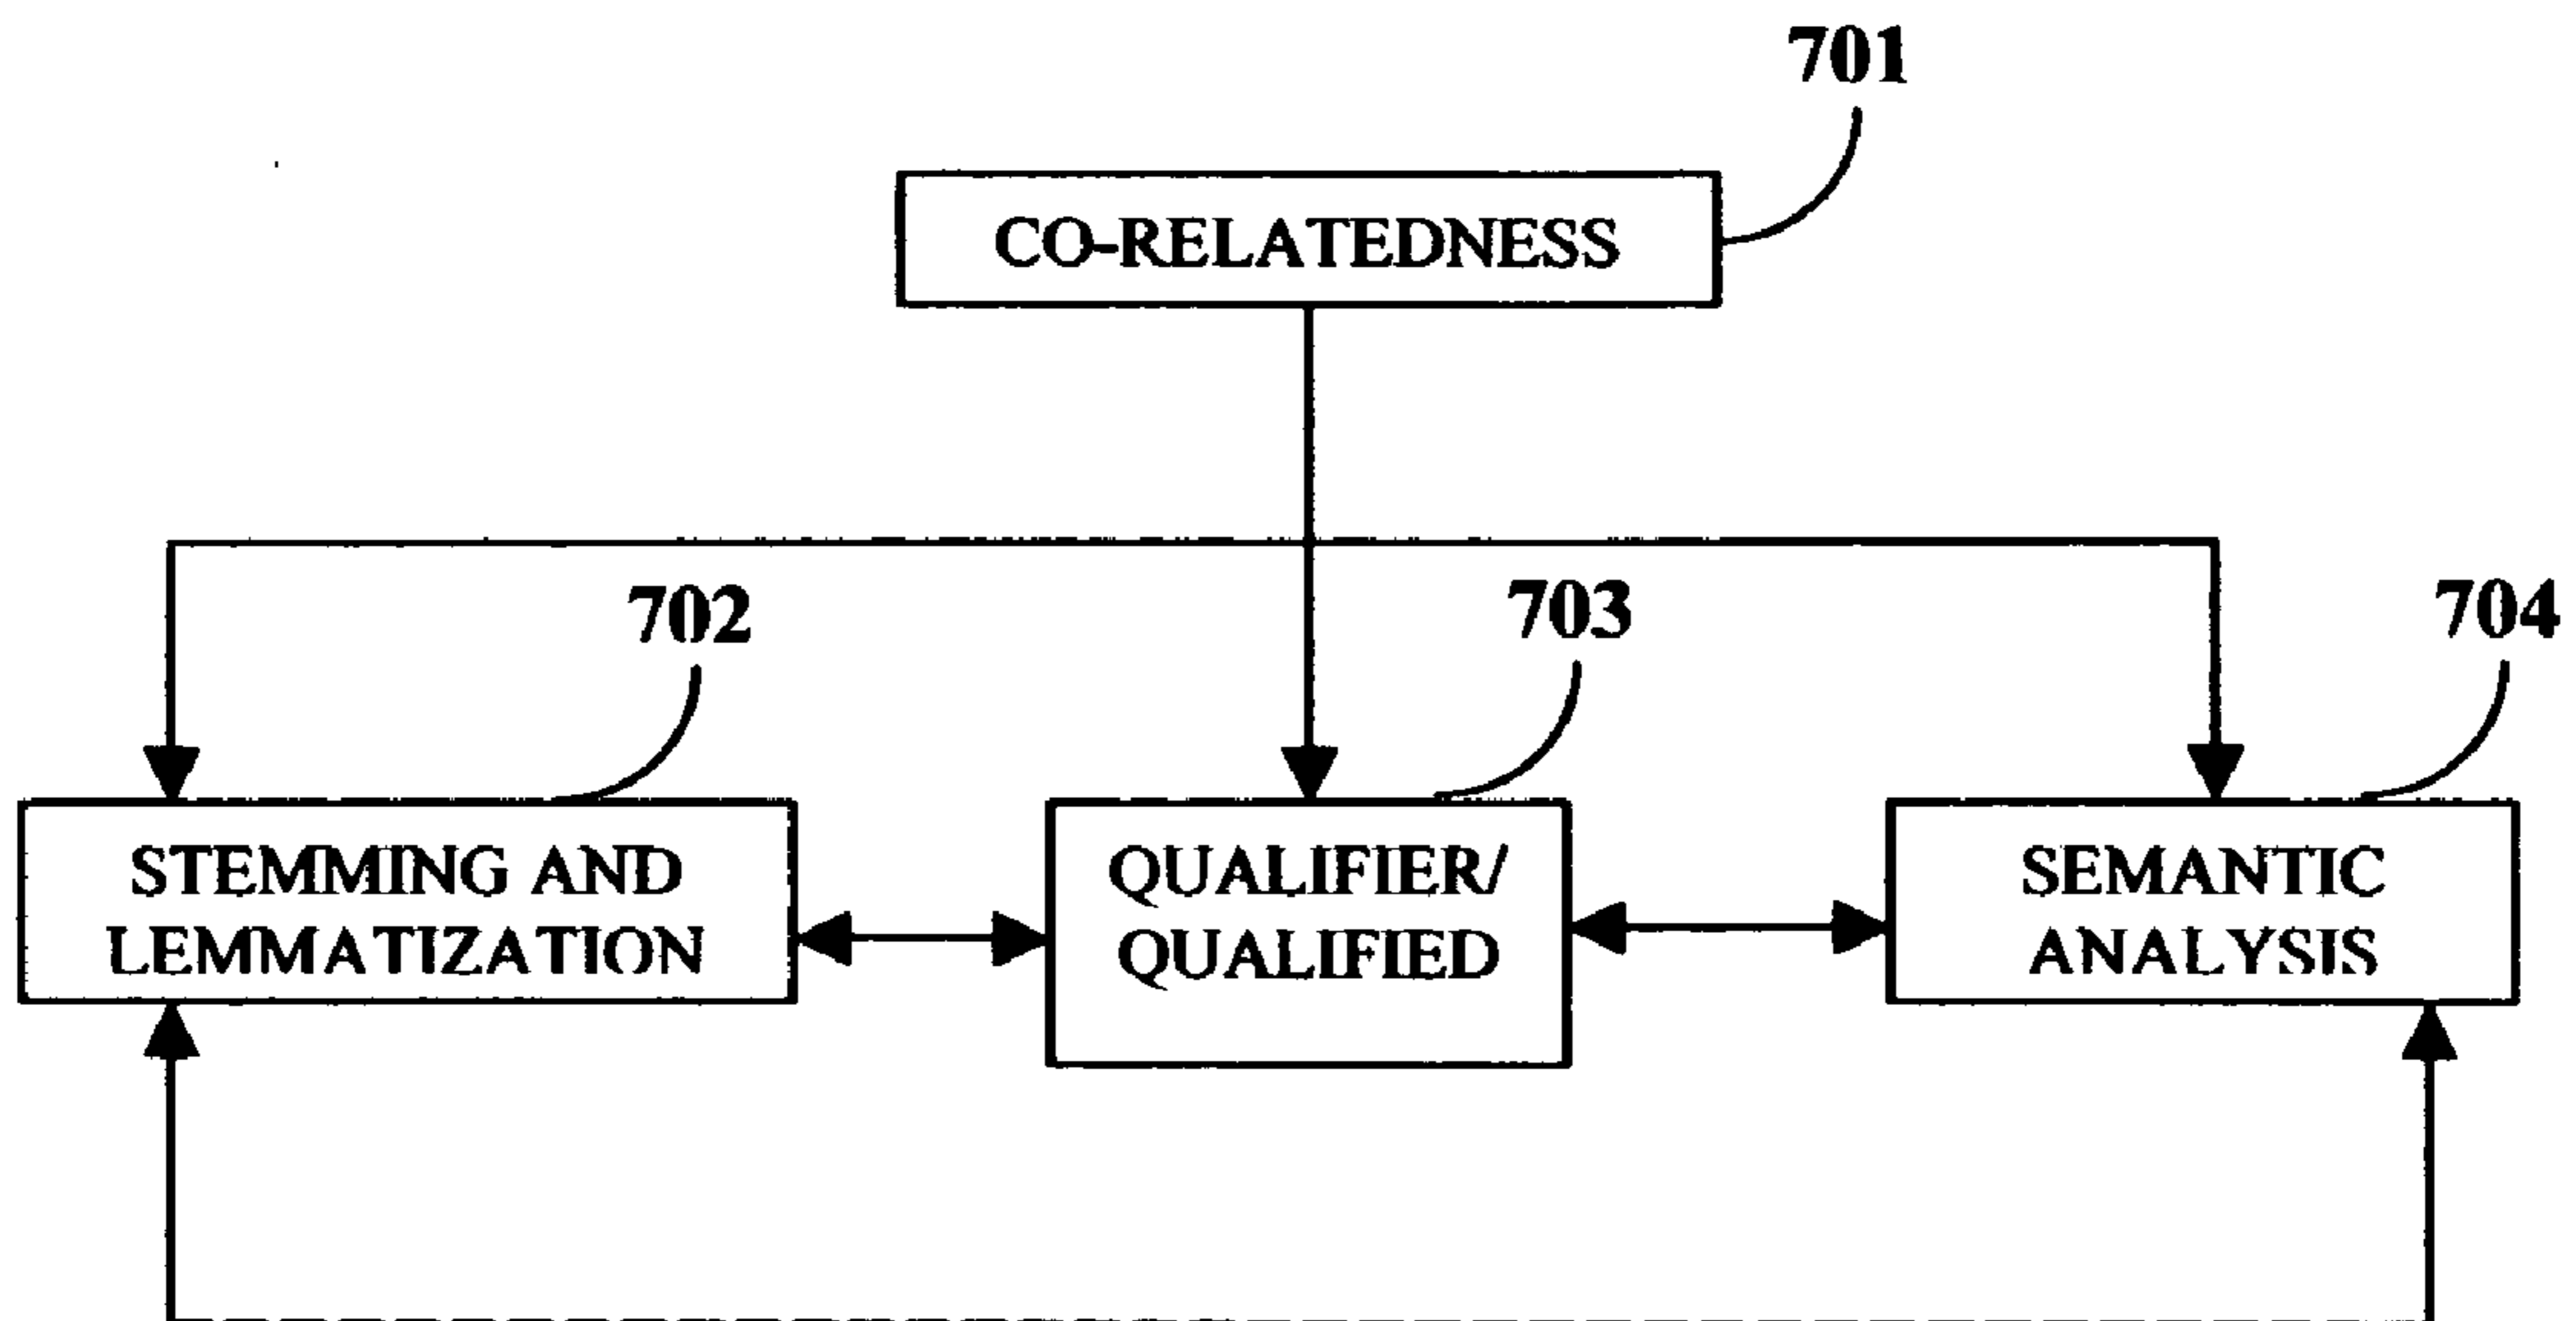 701
CO-RELATEDNESS
702
703
704
STEMMING AND
LEMMATIZATION
QUALIFIER/
QUALIFIED
SEMANTIC
ANALYSIS